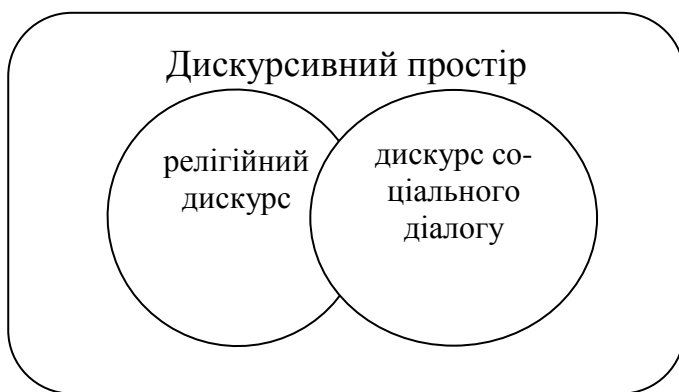 Дискурсивний простір
релігійний
дискурс
дискурс со-
ціального
діалогу